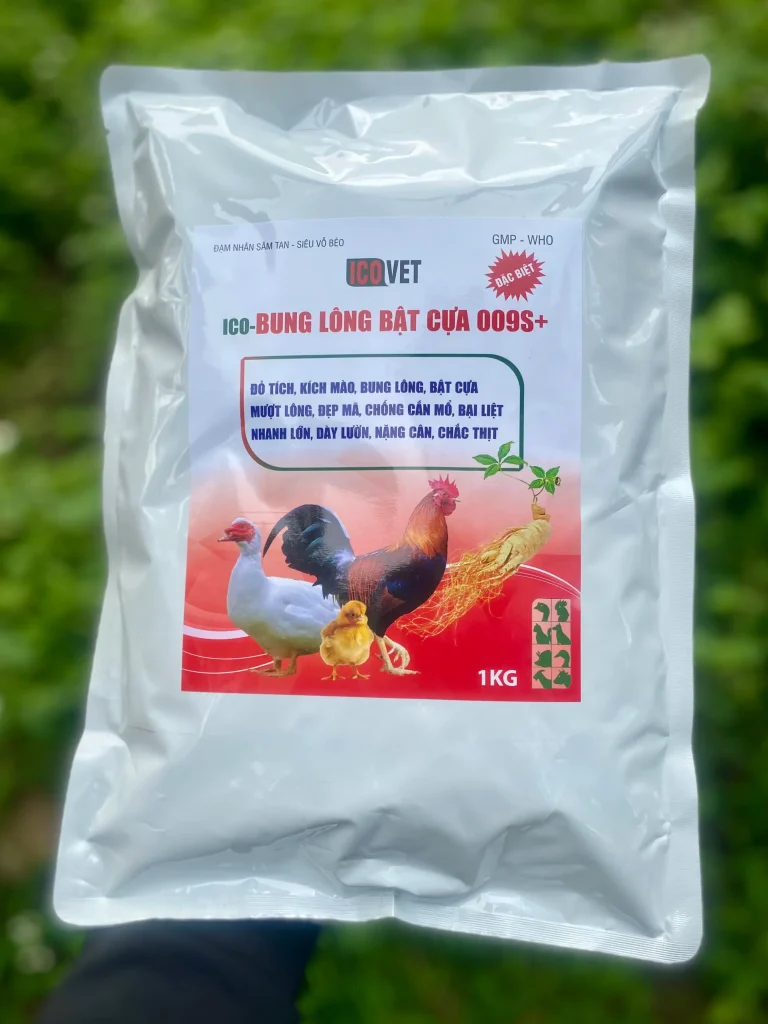 ĐẠM NHÂN SÂM TAN - SIÊU VỖ BÉO
GMP - WHO
ICOVET
ĐẶC BIỆT
ICO-BUNG LÔNG BẬT CỰA 009S+
ĐỎ TÍCH, KÍCH MÀO, BUNG LÔNG, BẬT CỰA
MƯỢT LÔNG, ĐẸP MÃ, CHỐNG CẮN MỔ, BẠI LIỆT
NHANH LỚN, DÀY LƯỜN, NẶNG CÂN, CHẮC THỊT
1KG